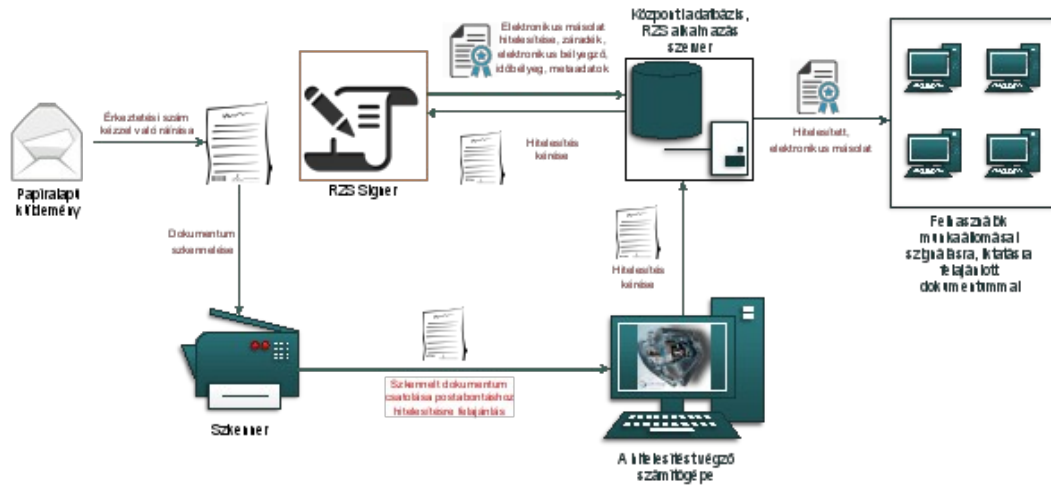 Elektronikus másolat
hitelesítése, záradék,
elektronikus bélyegző,
időbélyeg, metaadatok
Központi adatbázis,
RZS alkalmazás
szerver
Érkeztetési szám
kézzel való ráírása
Hitelesítés
kérése
Hitelesített,
elektronikus másolat
Papíralapú
küldemény
RZS Signer
Dokumentum
szkennelése
Hitelesítés
kérése
Felhasználók
munkaállomásai
szignálásra, iktatásra
felajánlott
dokumentummal
Szkennelt dokumentum
csatolása postabontáshoz
hitelesítésre felajánlás
Szkenner
A hitelesítést végző
számítógépe